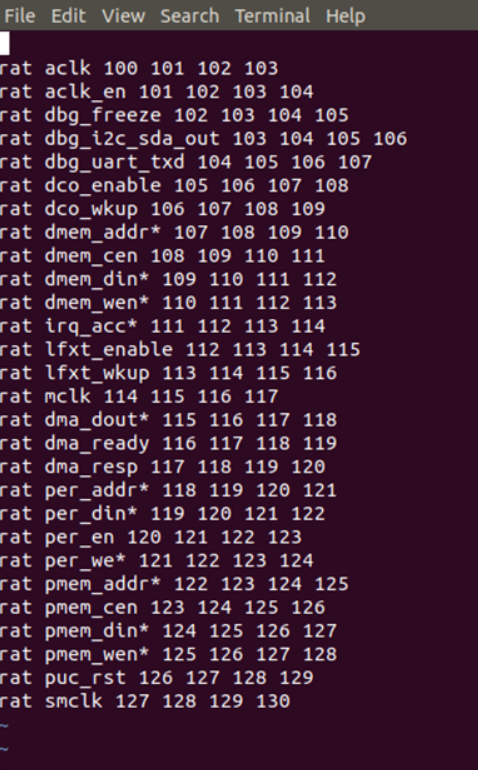 File Edit View Search Terminal Help
rat aclk 100 101 102 103
rat aclk_en 101 102 103 104
rat dbg_freeze 102 103 104 105
rat dbg_i2c_sda_out 103 104 105 106
rat dbg_uart_txd 104 105 106 107
rat dco_enable 105 106 107 108
rat dco_wkup 106 107 108 109
rat dmem_addr* 107 108 109 110
rat dmem_cen 108 109 110 111
rat dmem_din* 109 110 111 112
rat dmem_wen* 110 111 112 113
rat irq_acc* 111 112 113 114
rat lfxt_enable 112 113 114 115
rat lfxt_wkup 113 114 115 116
rat mclk 114 115 116 117
rat dma_dout* 115 116 117 118
rat dma_ready 116 117 118 119
rat dma_resp 117 118 119 120
rat per_addr* 118 119 120 121
rat per_din* 119 120 121 122
rat per_en 120 121 122 123
rat per_we* 121 122 123 124
rat pmem_addr* 122 123 124 125
rat pmem_cen 123 124 125 126
rat pmem_din* 124 125 126 127
rat pmem_wen* 125 126 127 128
rat puc_rst 126 127 128 129
rat smclk 127 128 129 130
~
~